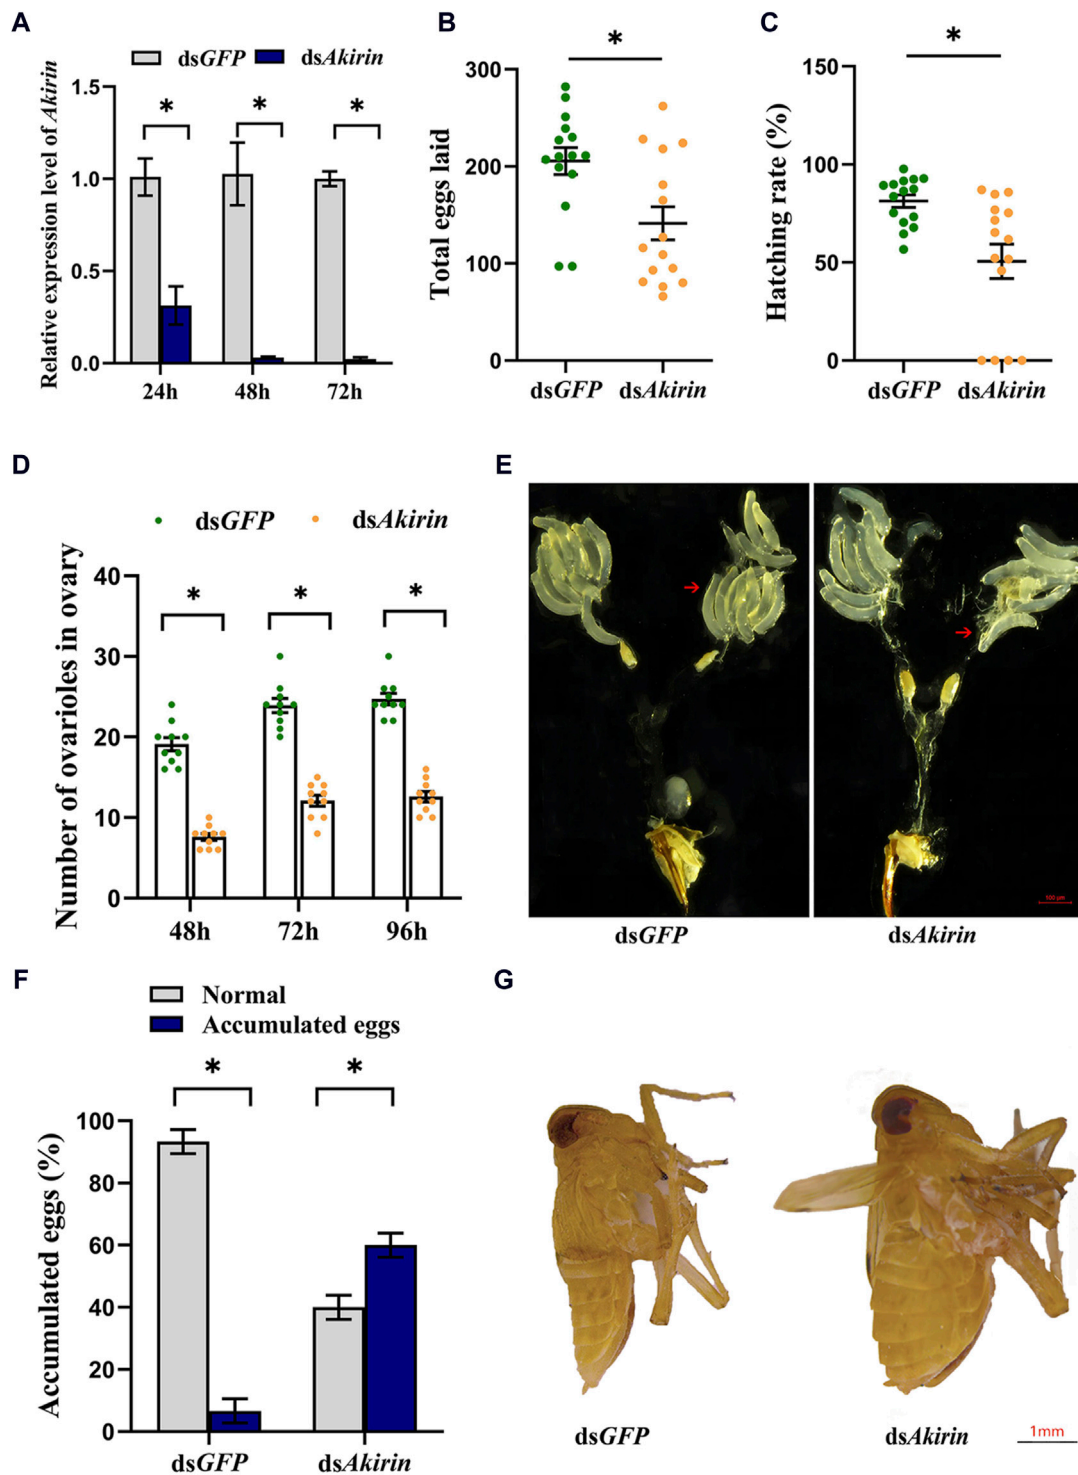 A
dsGFP dsAkirin
Relative expression level of Akirin
1.5
1.0
0.5
0.0
* * *
24h 48h 72h
B
*
Total eggs laid
300
200
100
0
dsGFP dsAkirin
C
*
Hatching rate (%)
150
100
50
0
dsGFP dsAkirin
D
dsGFP dsAkirin
Number of ovarioles in ovary
40
30
20
10
0
* * *
48h 72h 96h
E
100 μm
dsGFP dsAkirin
F
Normal
Accumulated eggs
* *
Accumulated eggs (%)
100
80
60
40
20
0
dsGFP dsAkirin
G
dsGFP dsAkirin
1mm